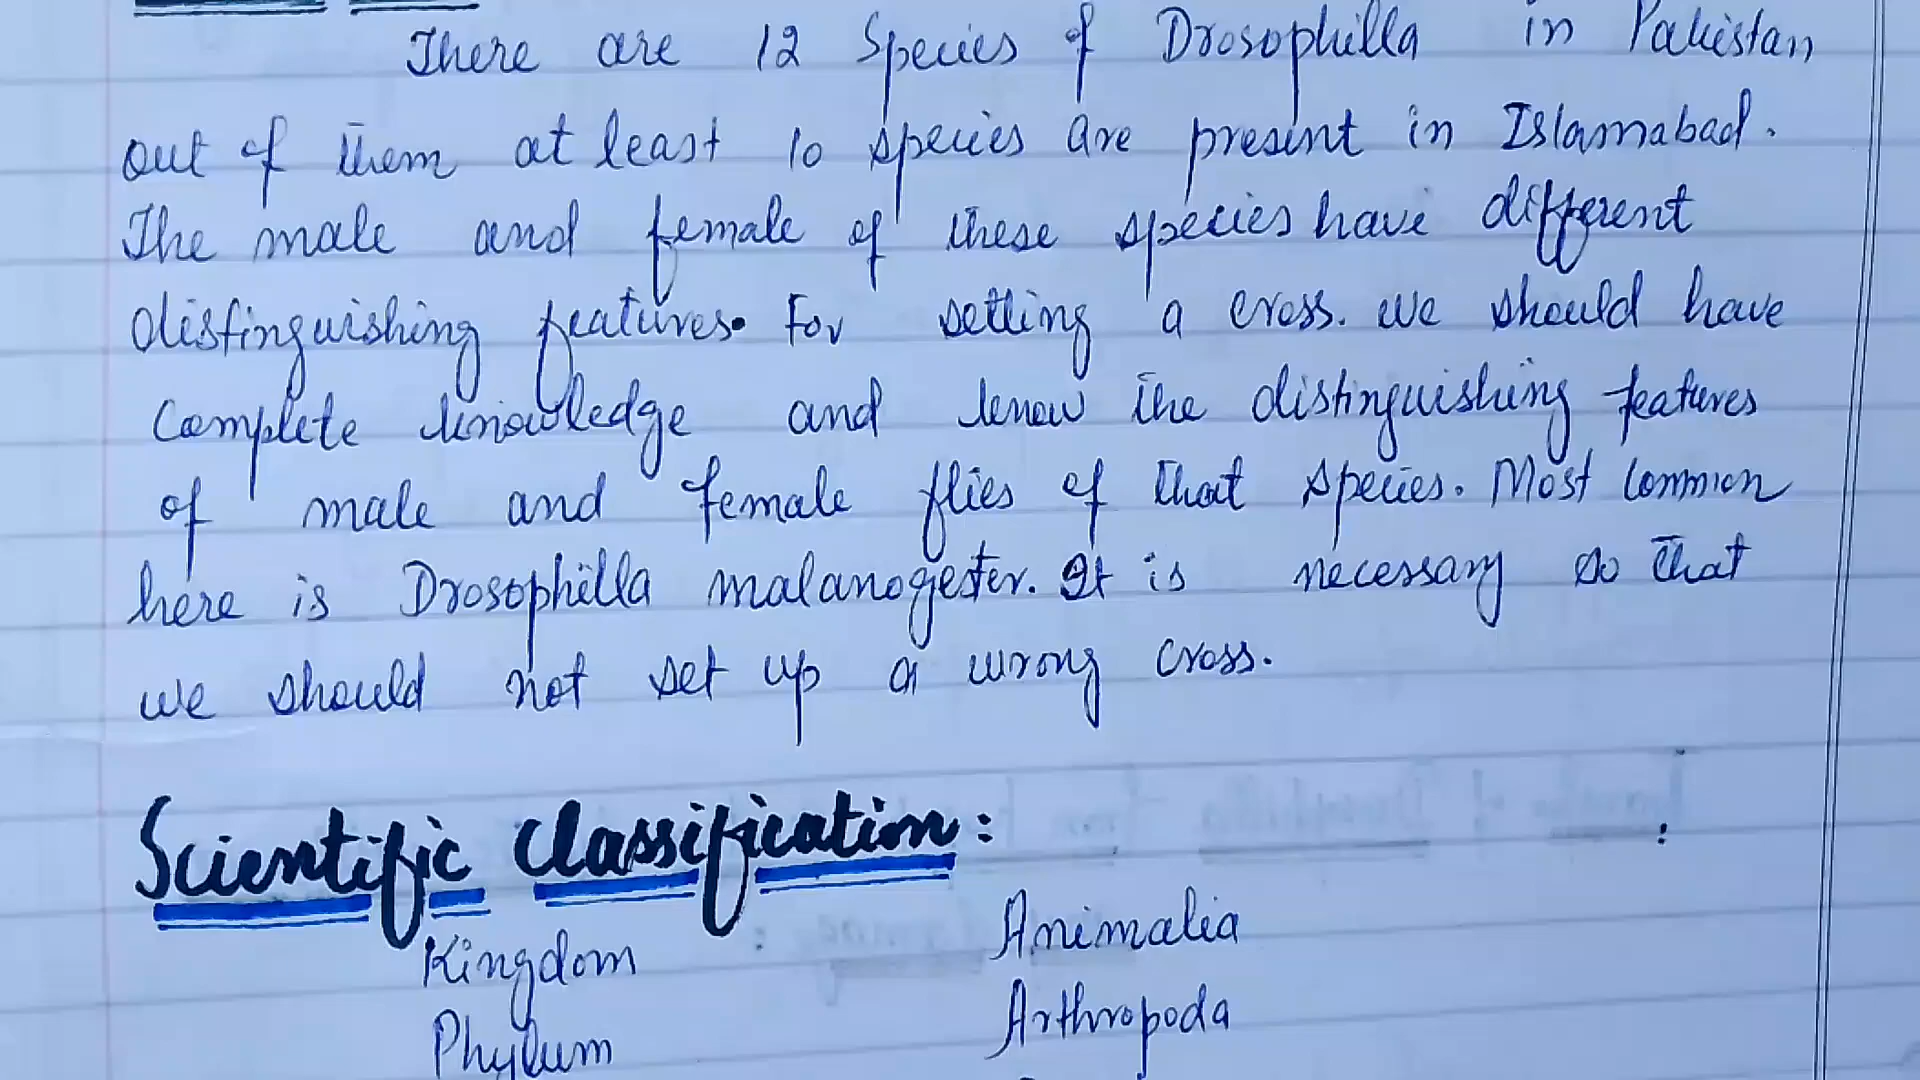 There are 12 Species of Drosophilla in Pakistan
out of them at least 10 species are present in Islamabad.
The male and female of these species have different
distinguishing features. For setting a cross. we should have
Complete knowledge and know the distinguishing features
of male and female flies of that species. Most Common
here is Drosophilla malanogester. It is necessary so that
we should not set up a wrong cross.
Scientific Classification:
Kingdom Animalia
Phylum Arthropoda